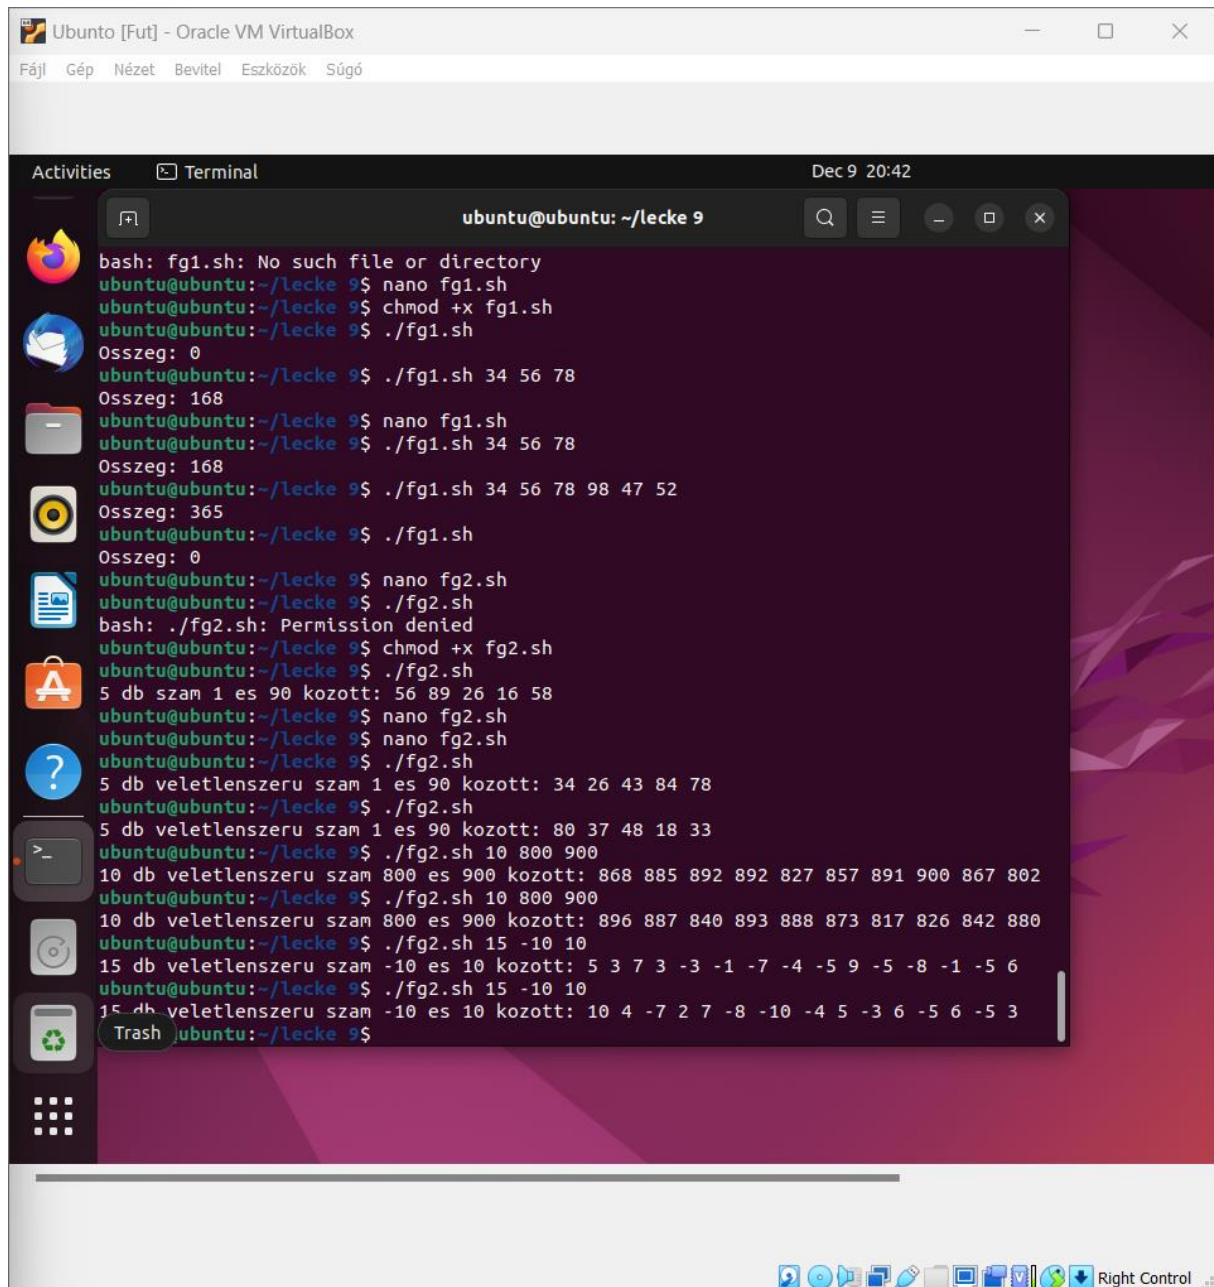 Ubunto [Fut] - Oracle VM VirtualBox
Fájl Gép Nézet Bevitel Eszközök Súgó
Activities Terminal Dec 9 20:42
ubuntu@ubuntu: ~/lecke 9
bash: fg1.sh: No such file or directory
ubuntu@ubuntu:~/lecke 9$ nano fg1.sh
ubuntu@ubuntu:~/lecke 9$ chmod +x fg1.sh
ubuntu@ubuntu:~/lecke 9$ ./fg1.sh
Osszeg: 0
ubuntu@ubuntu:~/lecke 9$ ./fg1.sh 34 56 78
Osszeg: 168
ubuntu@ubuntu:~/lecke 9$ nano fg1.sh
ubuntu@ubuntu:~/lecke 9$ ./fg1.sh 34 56 78
Osszeg: 168
ubuntu@ubuntu:~/lecke 9$ ./fg1.sh 34 56 78 98 47 52
Osszeg: 365
ubuntu@ubuntu:~/lecke 9$ ./fg1.sh
Osszeg: 0
ubuntu@ubuntu:~/lecke 9$ nano fg2.sh
ubuntu@ubuntu:~/lecke 9$ ./fg2.sh
bash: ./fg2.sh: Permission denied
ubuntu@ubuntu:~/lecke 9$ chmod +x fg2.sh
ubuntu@ubuntu:~/lecke 9$ ./fg2.sh
5 db szam 1 es 90 kozott: 56 89 26 16 58
ubuntu@ubuntu:~/lecke 9$ nano fg2.sh
ubuntu@ubuntu:~/lecke 9$ nano fg2.sh
ubuntu@ubuntu:~/lecke 9$ ./fg2.sh
5 db veletlenszeru szam 1 es 90 kozott: 34 26 43 84 78
ubuntu@ubuntu:~/lecke 9$ ./fg2.sh
5 db veletlenszeru szam 1 es 90 kozott: 80 37 48 18 33
ubuntu@ubuntu:~/lecke 9$ ./fg2.sh 10 800 900
10 db veletlenszeru szam 800 es 900 kozott: 868 885 892 892 827 857 891 900 867 802
ubuntu@ubuntu:~/lecke 9$ ./fg2.sh 10 800 900
10 db veletlenszeru szam 800 es 900 kozott: 896 887 840 893 888 873 817 826 842 880
ubuntu@ubuntu:~/lecke 9$ ./fg2.sh 15 -10 10
15 db veletlenszeru szam -10 es 10 kozott: 5 3 7 3 -3 -1 -7 -4 -5 9 -5 -8 -1 -5 6
ubuntu@ubuntu:~/lecke 9$ ./fg2.sh 15 -10 10
15 db veletlenszeru szam -10 es 10 kozott: 10 4 -7 2 7 -8 -10 -4 5 -3 6 -5 6 -5 3
Trash ubuntu:~/lecke 9$
Right Control